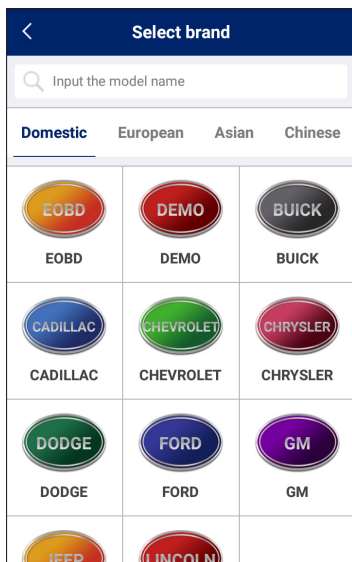 Select brand
Input the model name
Domestic European Asian Chinese
EOBD DEMO BUICK
EOBD DEMO BUICK
CADILLAC CHEVROLET CHRYSLER
CADILLAC CHEVROLET CHRYSLER
DODGE FORD GM
DODGE FORD GM
JEEP LINCOLN